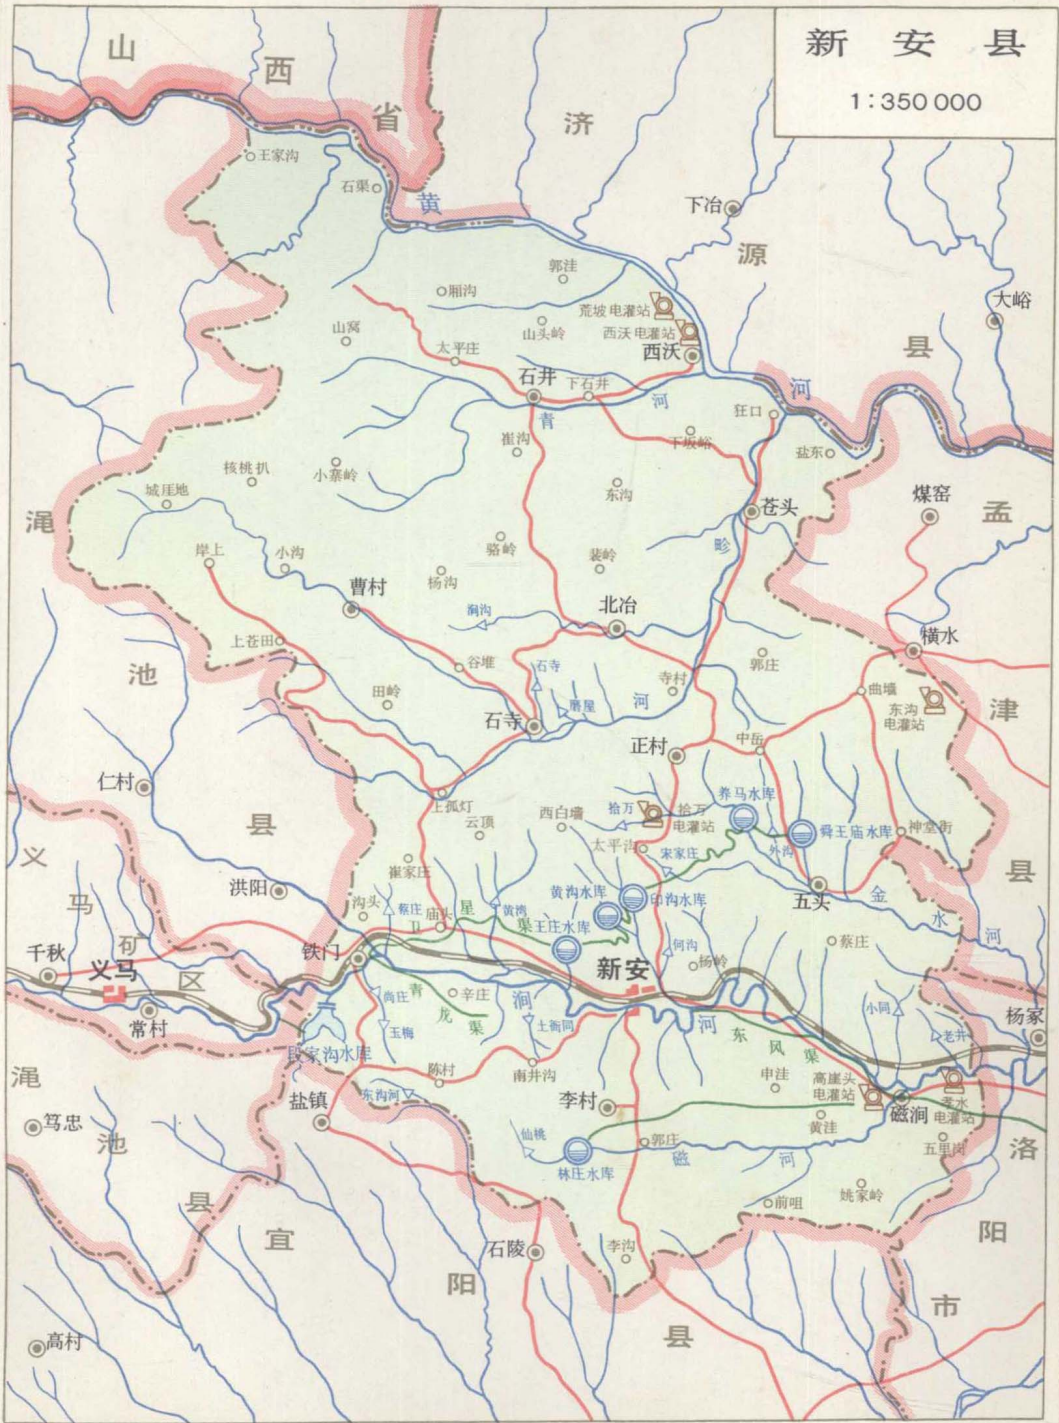 新安县
1:350 000
山西省
济源县
王家沟
石渠
黄
下冶
大峪
郭洼
厢沟
荒坡电灌站
山窝
山头岭
西沃电灌站
太平庄
西沃
石井
下石井
河
河
青
狂口
崔沟
下坂峪
盐东
核桃扒
小寨岭
城崖地
东沟
煤窑
孟津县
渑池县
苍头
畛
岸上
小沟
骆岭
裴岭
曹村
杨沟
涧沟
北冶
横水
上苍田
谷堆
石寺
郭庄
田岭
寺村
曲墙
磨屋
河
东沟
电灌站
石寺
正村
中岳
仁村
上孤灯
云顶
西白墙
拾万
拾万
电灌站
养马水库
舜王庙水库
神堂街
太平沟
宋家庄
外沟
崔家庄
洪阳
黄沟水库
印沟水库
五头
金水河
沟头
蔡庄
庙头
卫星渠
黄湾
王庄水库
义马矿区
千秋
义马
铁门
何沟
杨岭
蔡庄
新安
常村
尚庄
青龙渠
辛庄
涧河
土衙同
小同
老井
杨家
玉梅
段家沟水库
东风渠
陈村
南井沟
申洼
高崖头
电灌站
孝水
电灌站
渑池县
盐镇
东沟河
李村
黄洼
磁涧
笃忠
仙桃
郭庄
五里岗
林庄水库
磁河
洛阳市
前咀
姚家岭
宜阳县
石陵
李沟
高村